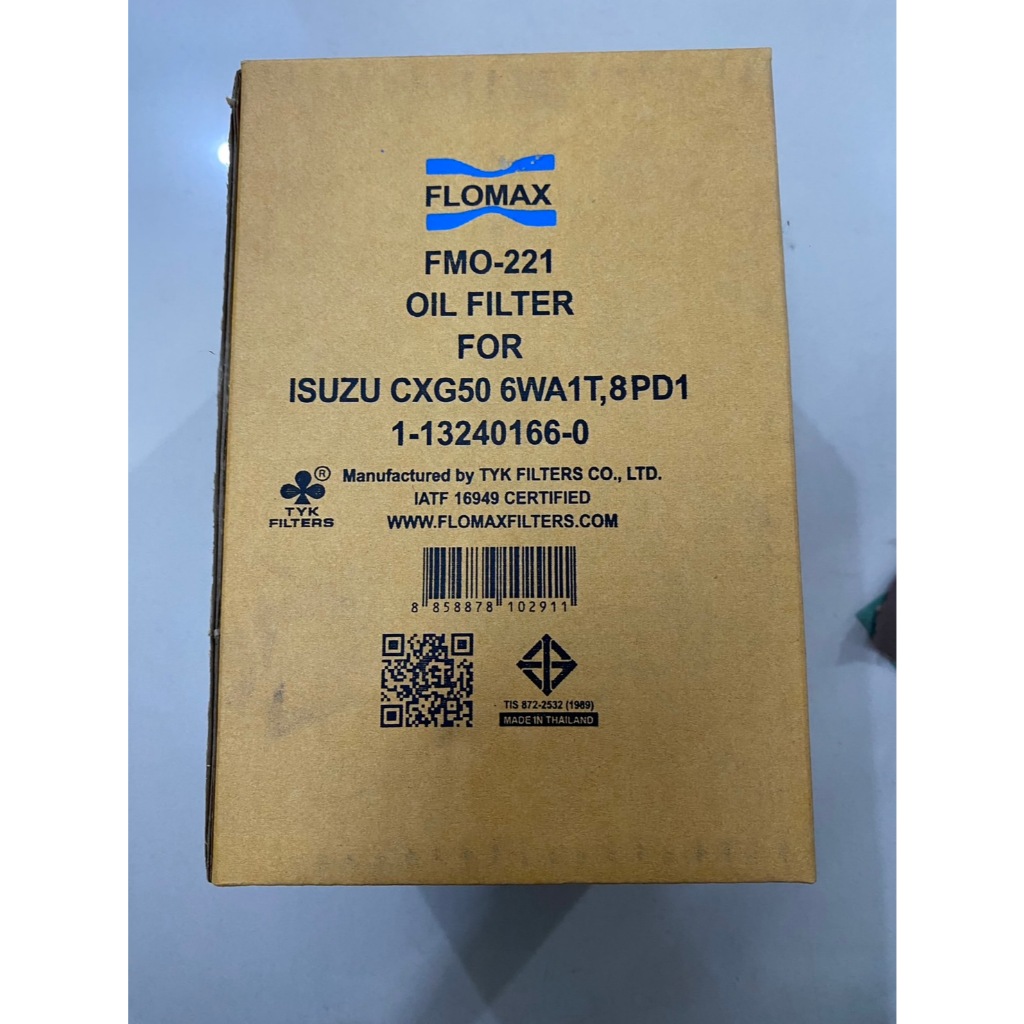 FLOMAX
FMO-221
OIL FILTER
FOR
ISUZU CXG50 6WA1T,8PD1
1-13240166-0
® Manufactured by TYK FILTERS CO., LTD.
TYK
FILTERS
IATF 16949 CERTIFIED
WWW.FLOMAXFILTERS.COM
8 858878 102911
TIS 872-2532 (1989)
MADE IN THAILAND